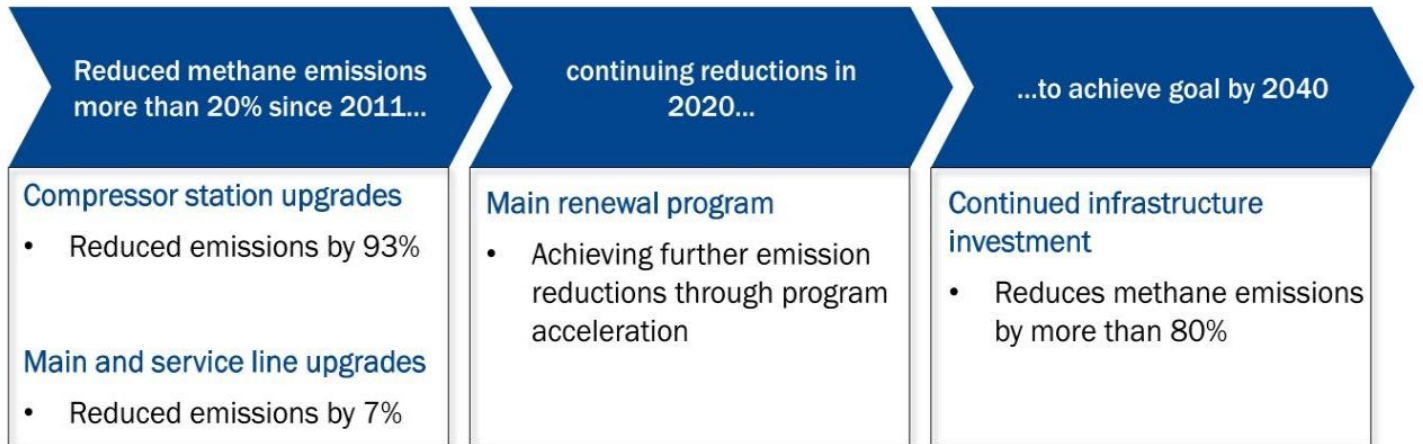 Reduced methane emissions
more than 20% since 2011...
continuing reductions in
2020...
...to achieve goal by 2040
Compressor station upgrades
• Reduced emissions by 93%
Main and service line upgrades
• Reduced emissions by 7%
Main renewal program
• Achieving further emission
reductions through program
acceleration
Continued infrastructure
investment
• Reduces methane emissions
by more than 80%